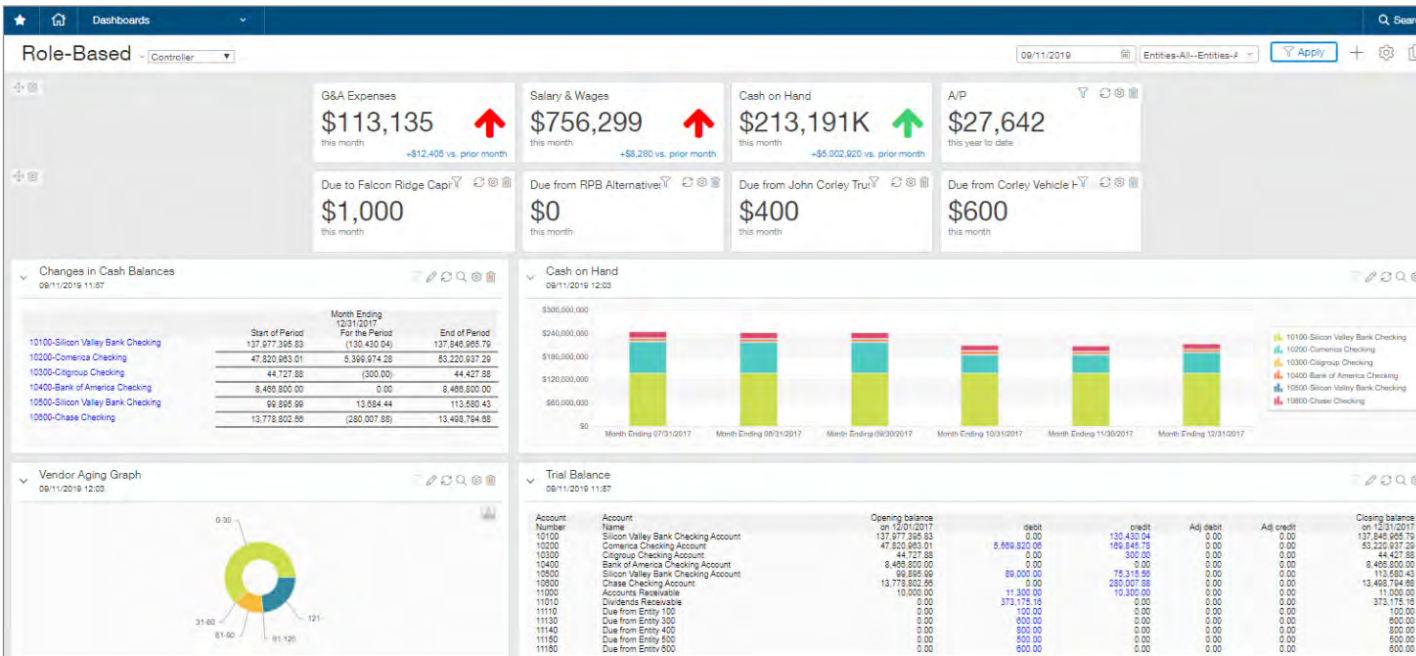 Dashboards
Sear
Role-Based
Controller
09/11/2019
Entities-All--Entities-A
Apply
G&A Expenses
$113,135
this month
+$12,405 vs. prior month
Salary & Wages
$756,299
this month
+$8,280 vs. prior month
Cash on Hand
$213,191K
this month
+$5,002,920 vs. prior month
A/P
$27,642
this year to date
Due to Falcon Ridge Capi
$1,000
this month
Due from RPB Alternative
$0
this month
Due from John Corley Tru
$400
this month
Due from Corley Vehicle
$600
this month
Changes in Cash Balances
09/11/2019 11:57
Month Ending
12/31/2017
Start of Period For the Period End of Period
10100-Silicon Valley Bank Checking 137,977,395.83 (130,430.04) 137,846,965.79
10200-Comerica Checking 47,820,963.01 5,399,974.28 53,220,937.29
10300-Citigroup Checking 44,727.88 (300.00) 44,427.88
10400-Bank of America Checking 8,466,800.00 0.00 8,466,800.00
10500-Silicon Valley Bank Checking 99,895.99 13,684.44 113,580.43
10600-Chase Checking 13,778,802.56 (280,007.88) 13,498,794.68
Cash on Hand
09/11/2019 12:03
$300,000,000
$240,000,000
$180,000,000
$120,000,000
$60,000,000
$0
Month Ending 07/31/2017 Month Ending 08/31/2017 Month Ending 09/30/2017 Month Ending 10/31/2017 Month Ending 11/30/2017 Month Ending 12/31/2017
10100-Silicon Valley Bank Checking
10200-Comerica Checking
10300-Citigroup Checking
10400-Bank of America Checking
10500-Silicon Valley Bank Checking
10600-Chase Checking
Vendor Aging Graph
09/11/2019 12:03
0-30
31-60
61-90
91-120
121-
Trial Balance
09/11/2019 11:57
Account Account Opening balance Closing balance
Number Name on 12/01/2017 debit credit Adj debit Adj credit on 12/31/2017
10100 Silicon Valley Bank Checking Account 137,977,395.83 0.00 130,430.04 0.00 0.00 137,846,965.79
10200 Comerica Checking Account 47,820,963.01 5,569,820.06 169,845.78 0.00 0.00 53,220,937.29
10300 Citigroup Checking Account 44,727.88 0.00 300.00 0.00 0.00 44,427.88
10400 Bank of America Checking Account 8,466,800.00 0.00 0.00 0.00 0.00 8,466,800.00
10500 Silicon Valley Bank Checking Account 99,895.99 89,000.00 75,315.56 0.00 0.00 113,580.43
10600 Chase Checking Account 13,778,802.56 0.00 280,007.88 0.00 0.00 13,498,794.68
11000 Accounts Receivable 10,000.00 11,300.00 10,300.00 0.00 0.00 11,000.00
11010 Dividends Receivable 0.00 373,175.16 0.00 0.00 0.00 373,175.16
11110 Due from Entity 100 0.00 100.00 0.00 0.00 0.00 100.00
11130 Due from Entity 300 0.00 600.00 0.00 0.00 0.00 600.00
11140 Due from Entity 400 0.00 800.00 0.00 0.00 0.00 800.00
11150 Due from Entity 500 0.00 500.00 0.00 0.00 0.00 500.00
11160 Due from Entity 600 0.00 600.00 0.00 0.00 0.00 600.00